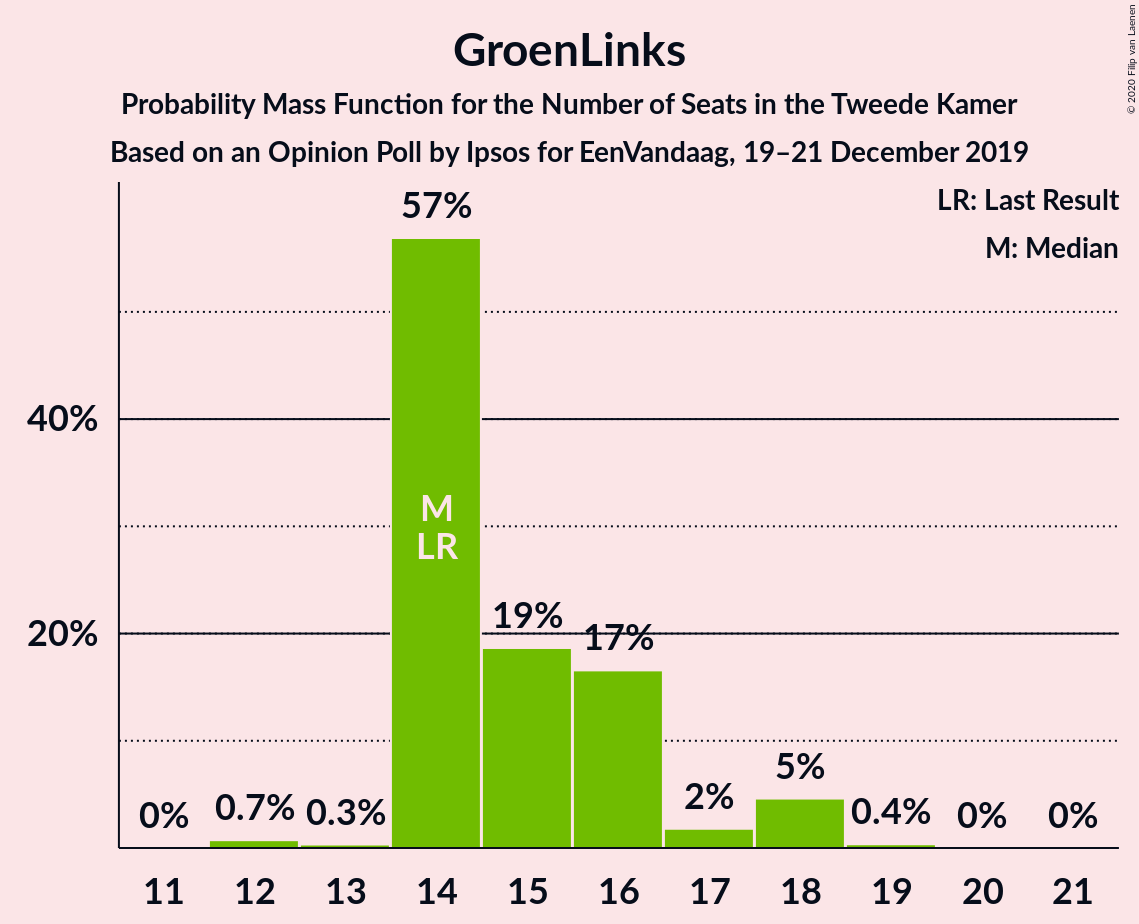 GroenLinks
Probability Mass Function for the Number of Seats in the Tweede Kamer
Based on an Opinion Poll by Ipsos for EenVandaag, 19–21 December 2019
© 2020 Filip van Laenen
LR: Last Result
M: Median
57%
40%
M
LR
19%
17%
20%
5%
2%
0%
0.7%
0.3%
0.4%
0%
0%
11 12 13 14 15 16 17 18 19 20 21